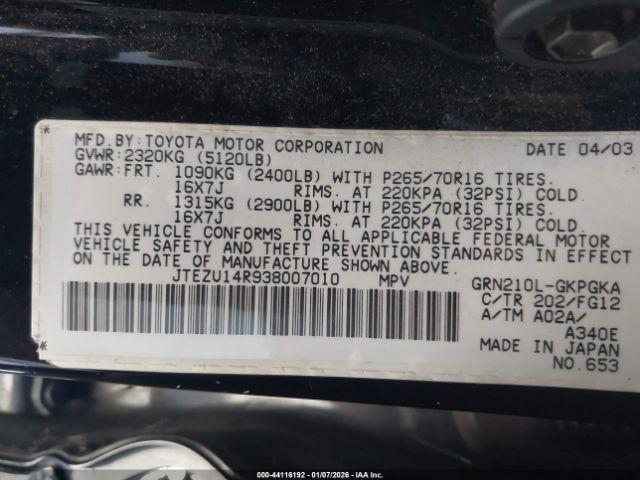 MFD.BY:TOYOTA MOTOR CORPORATION DATE 04/03
GVWR:2320KG (5120LB)
GAWR:FRT. 1090KG (2400LB) WITH P265/70R16 TIRES.
16X7J RIMS. AT 220KPA (32PSI) COLD.
RR. 1315KG (2900LB) WITH P265/70R16 TIRES.
16X7J RIMS. AT 220KPA (32PSI) COLD.
THIS VEHICLE CONFORMS TO ALL APPLICABLE FEDERAL MOTOR
VEHICLE SAFETY AND THEFT PREVENTION STANDARDS IN EFFECT
ON THE DATE OF MANUFACTURE SHOWN ABOVE.
JTEZU14R938007010 MPV GRN210L-GKPGKA
C/TR 202/FG12
A/TM A02A/
A340E
MADE IN JAPAN
NO.653
000-44116192 - 01/07/2026 - IAA Inc.